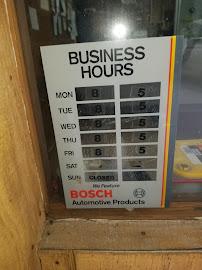 BUSINESS
HOURS
MON 8 5
TUE 8 5
WED 8 5
THU 8 5
FRI 8 5
SAT – –
SUN CLOSED
We Feature
BOSCH
Automotive Products